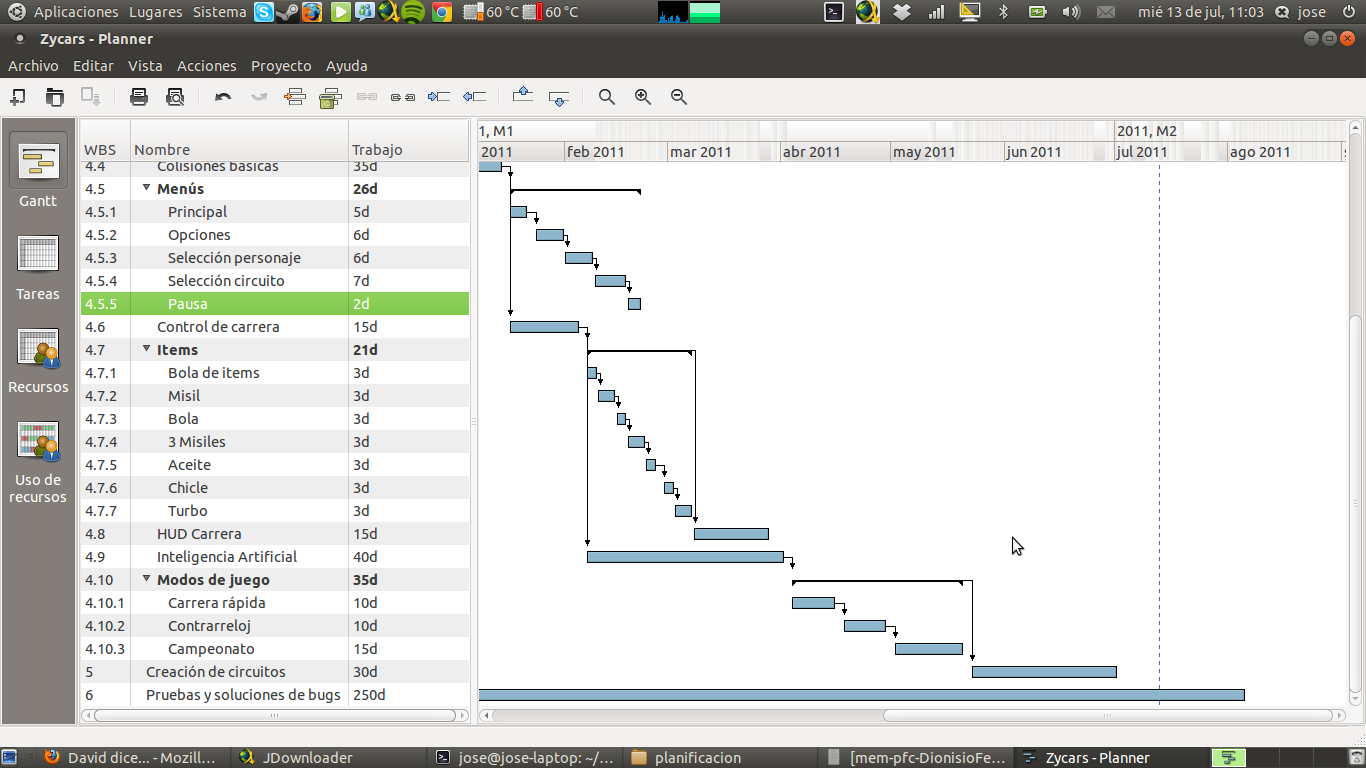 Aplicaciones Lugares Sistema 60 °C 60 °C mié 13 de jul, 11:03 jose
Zycars - Planner
Archivo Editar Vista Acciones Proyecto Ayuda
WBS Nombre Trabajo 1, M1 2011, M2
2011 feb 2011 mar 2011 abr 2011 may 2011 jun 2011 jul 2011 ago 2011
4.4 Colisiones básicas 35d
4.5 Menús 26d
4.5.1 Principal 5d
4.5.2 Opciones 6d
4.5.3 Selección personaje 6d
4.5.4 Selección circuito 7d
4.5.5 Pausa 2d
4.6 Control de carrera 15d
4.7 Items 21d
4.7.1 Bola de items 3d
4.7.2 Misil 3d
4.7.3 Bola 3d
4.7.4 3 Misiles 3d
4.7.5 Aceite 3d
4.7.6 Chicle 3d
4.7.7 Turbo 3d
4.8 HUD Carrera 15d
4.9 Inteligencia Artificial 40d
4.10 Modos de juego 35d
4.10.1 Carrera rápida 10d
4.10.2 Contrarreloj 10d
4.10.3 Campeonato 15d
5 Creación de circuitos 30d
6 Pruebas y soluciones de bugs 250d
Gantt
Tareas
Recursos
Uso de
recursos
David dice... - Mozill... JDownloader jose@jose-laptop: ~/... planificacion [mem-pfc-DionisioFe... Zycars - Planner